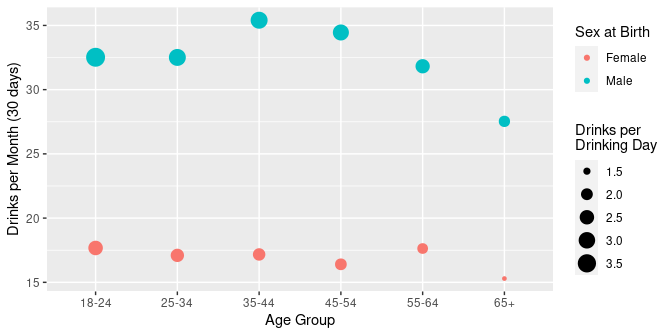 35
30
25
20
15
Drinks per Month (30 days)
18-24
25-34
35-44
45-54
55-64
65+
Age Group
Sex at Birth
Female
Male
Drinks per
Drinking Day
1.5
2.0
2.5
3.0
3.5